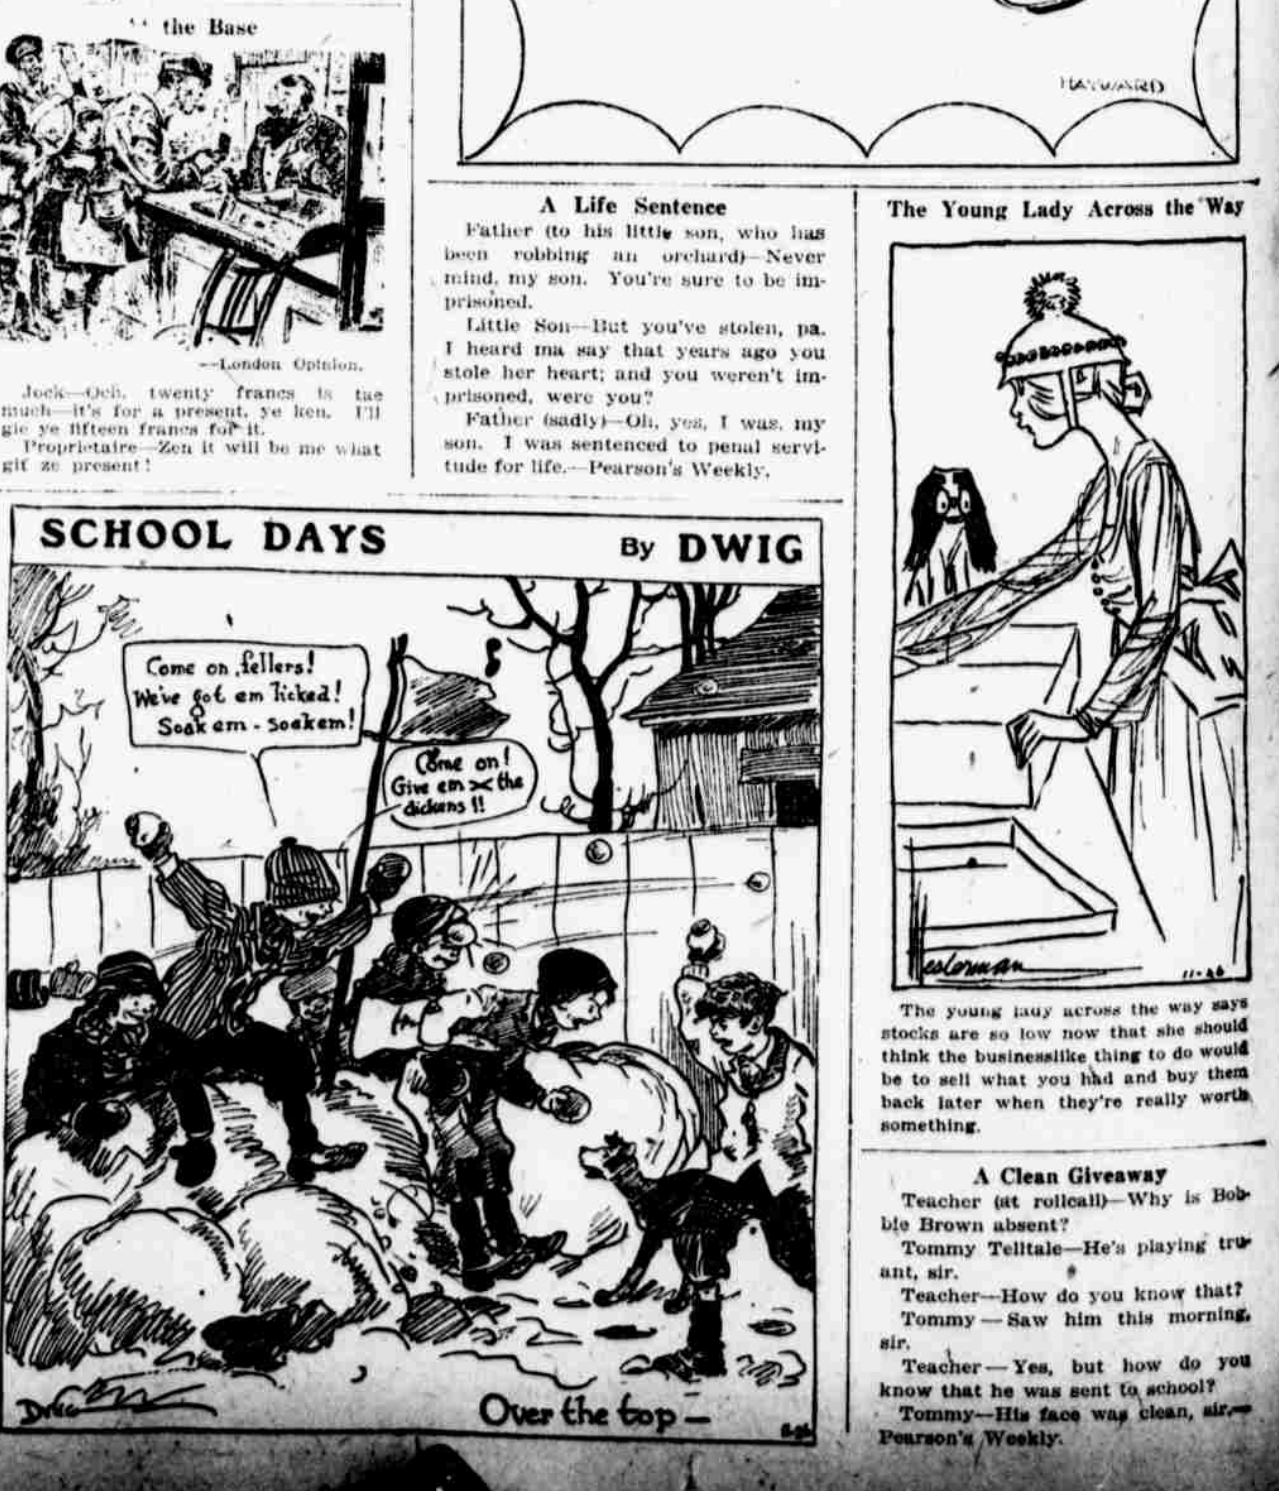 the Base
—London Opinion.
Jock—Och, twenty francs is tae
much—it's for a present, ye ken. I'll
gie ye fifteen francs for it.
Proprietaire—Zen it will be me what
gif ze present!
HAYWARD
A Life Sentence
Father (to his little son, who has
been robbing an orchard)—Never
mind, my son. You're sure to be im-
prisoned.
Little Son—But you've stolen, pa.
I heard ma say that years ago you
stole her heart; and you weren't im-
prisoned, were you?
Father (sadly)—Oh, yes, I was, my
son. I was sentenced to penal servi-
tude for life.—Pearson's Weekly.
SCHOOL DAYS By DWIG
Come on, fellers!
We've got em licked!
Soak em - soakem!
Come on!
Give em the
dickens!!
Over the top —
DWIG
The Young Lady Across the Way
Westerman
11-26
The young lady across the way says
stocks are so low now that she should
think the businesslike thing to do would
be to sell what you had and buy them
back later when they're really worth
something.
A Clean Giveaway
Teacher (at rollcall)—Why is Bob-
bie Brown absent?
Tommy Telltale—He's playing tru-
ant, sir.
Teacher—How do you know that?
Tommy—Saw him this morning,
sir.
Teacher—Yes, but how do you
know that he was sent to school?
Tommy—His face was clean, sir.—
Pearson's Weekly.